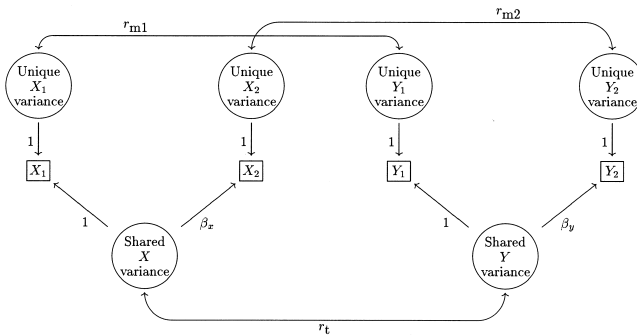 r_m1
r_m2
Unique
X_1
variance
Unique
X_2
variance
Unique
Y_1
variance
Unique
Y_2
variance
1
1
1
1
X_1
X_2
Y_1
Y_2
1
β_x
1
β_y
Shared
X
variance
Shared
Y
variance
r_t